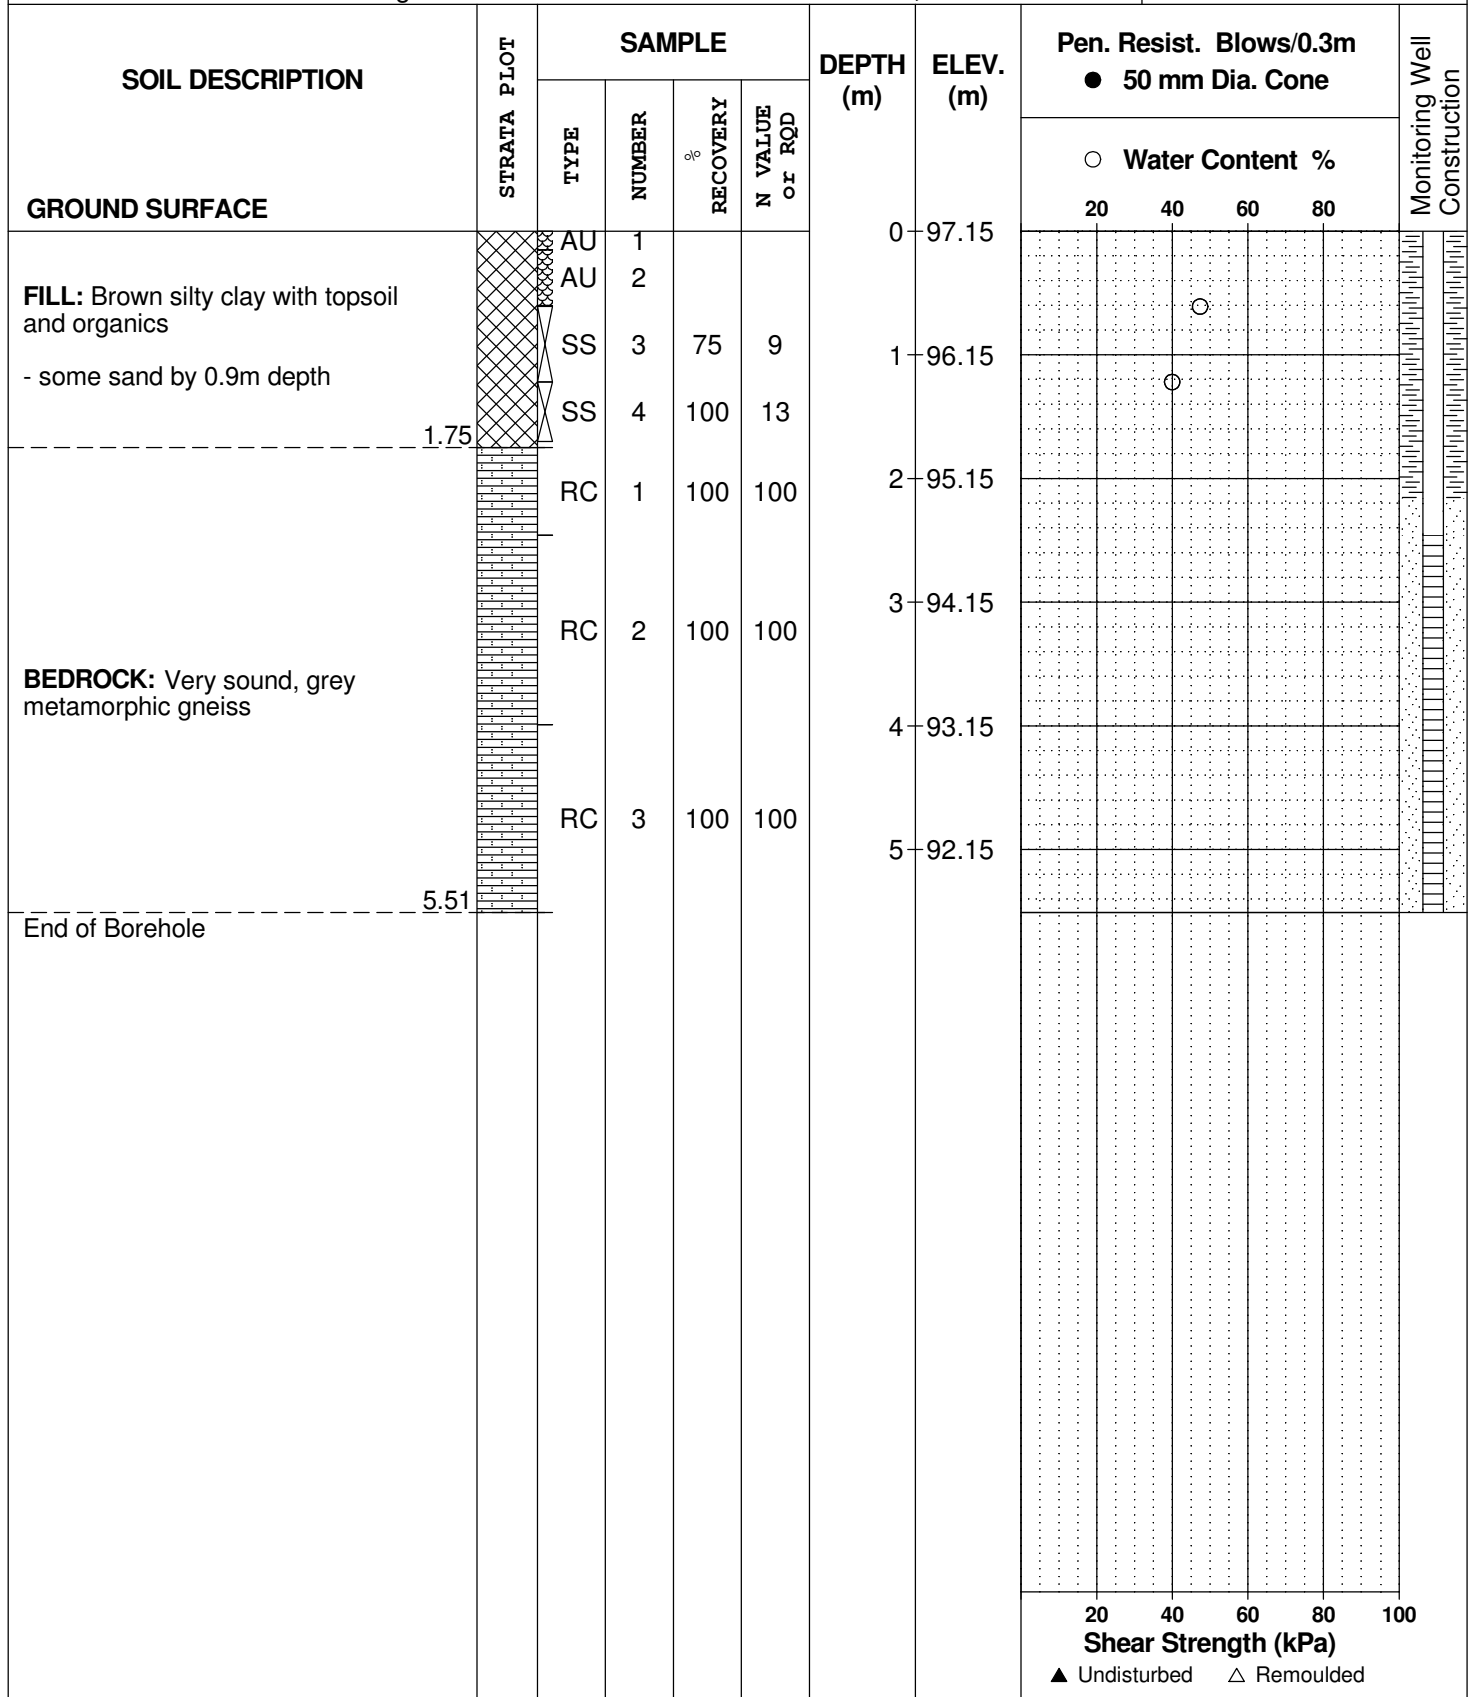 SOIL DESCRIPTION
GROUND SURFACE
STRATA PLOT
SAMPLE
TYPE
NUMBER
% RECOVERY
N VALUE
or RQD
DEPTH
(m)
ELEV.
(m)
Pen. Resist. Blows/0.3m
● 50 mm Dia. Cone
○ Water Content %
20 40 60 80
Monitoring Well
Construction
0 97.15
AU 1
AU 2
FILL: Brown silty clay with topsoil
and organics
SS 3 75 9
1 96.15
- some sand by 0.9m depth
SS 4 100 13
1.75
2 95.15
RC 1 100 100
3 94.15
RC 2 100 100
BEDROCK: Very sound, grey
metamorphic gneiss
4 93.15
RC 3 100 100
5 92.15
5.51
End of Borehole
20 40 60 80 100
Shear Strength (kPa)
▲ Undisturbed △ Remoulded